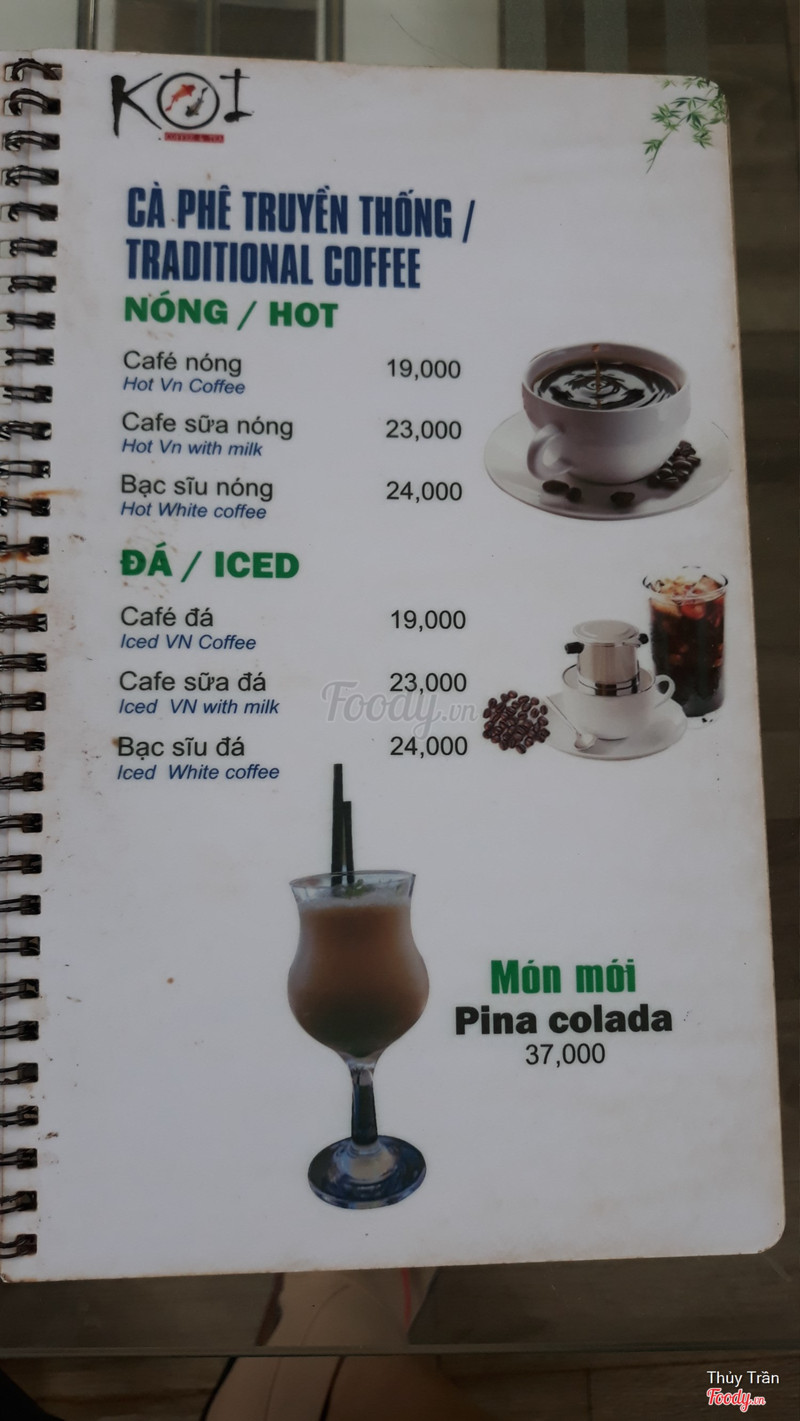 KOI
COFFEE & TEA
CÀ PHÊ TRUYỀN THỐNG /
TRADITIONAL COFFEE
NÓNG / HOT
Café nóng 19,000
Hot Vn Coffee
Cafe sữa nóng 23,000
Hot Vn with milk
Bạc sĩu nóng 24,000
Hot White coffee
ĐÁ / ICED
Café đá 19,000
Iced VN Coffee
Cafe sữa đá 23,000
Iced VN with milk
Foody.vn
Bạc sĩu đá 24,000
Iced White coffee
Món mới
Pina colada
37,000
Thủy Trần
Foody.vn